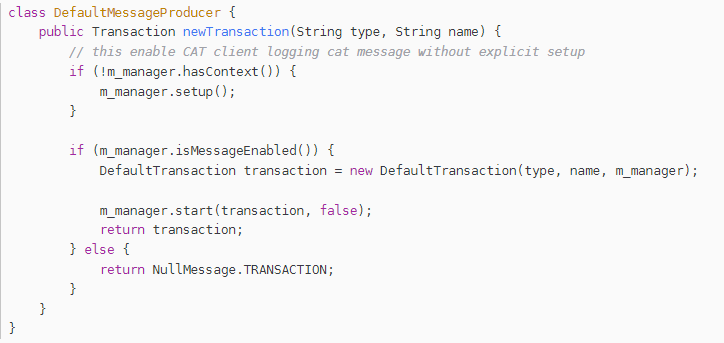 class DefaultMessageProducer {
    public Transaction newTransaction(String type, String name) {
        // this enable CAT client logging cat message without explicit setup
        if (!m_manager.hasContext()) {
            m_manager.setup();
        }

        if (m_manager.isMessageEnabled()) {
            DefaultTransaction transaction = new DefaultTransaction(type, name, m_manager);

            m_manager.start(transaction, false);
            return transaction;
        } else {
            return NullMessage.TRANSACTION;
        }
    }
}